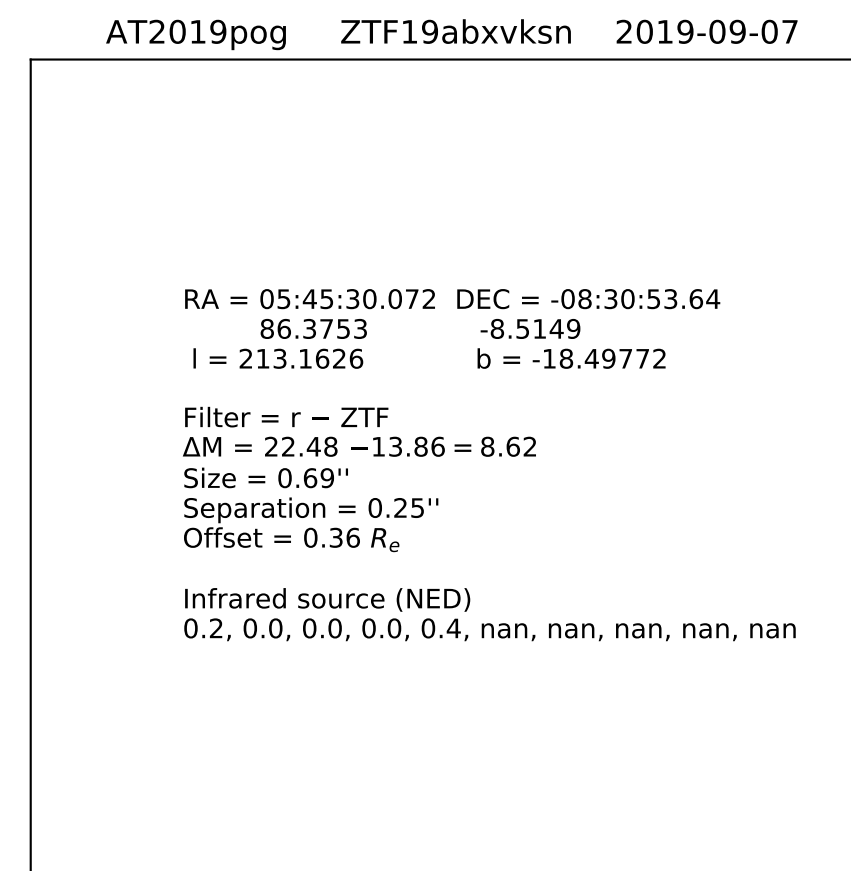 AT2019pog ZTF19abxvksn 2019-09-07
RA = 05:45:30.072 DEC = -08:30:53.64
86.3753 -8.5149
l = 213.1626 b = -18.49772
Filter = r − ZTF
ΔM = 22.48 −13.86 = 8.62
Size = 0.69''
Separation = 0.25''
Offset = 0.36 Rₑ
Infrared source (NED)
0.2, 0.0, 0.0, 0.0, 0.4, nan, nan, nan, nan, nan